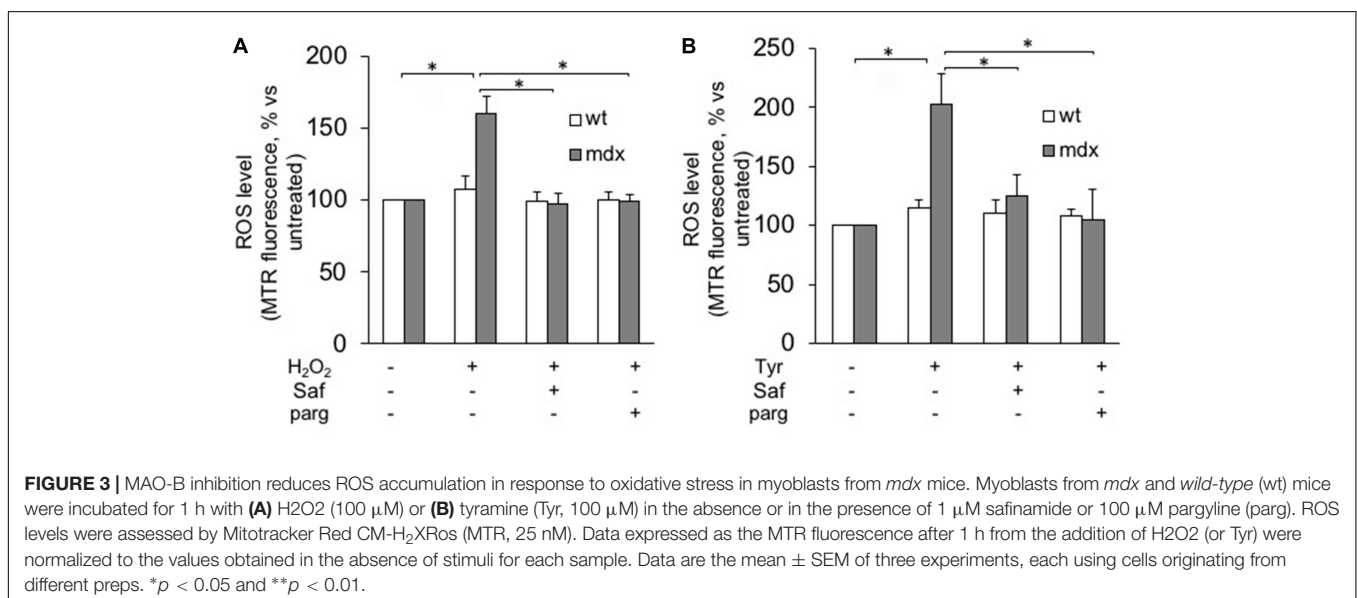 A
200
150
100
50
0
ROS level
(MTR fluorescence, % vs
untreated)
*
*
*
wt
mdx
H₂O₂ - + + +
Saf - - + -
parg - - - +
B
250
200
150
100
50
0
ROS level
(MTR fluorescence, % vs
untreated)
*
*
*
wt
mdx
Tyr - + + +
Saf - - + -
parg - - - +
FIGURE 3 | MAO-B inhibition reduces ROS accumulation in response to oxidative stress in myoblasts from mdx mice. Myoblasts from mdx and wild-type (wt) mice
were incubated for 1 h with (A) H2O2 (100 μM) or (B) tyramine (Tyr, 100 μM) in the absence or in the presence of 1 μM safinamide or 100 μM pargyline (parg). ROS
levels were assessed by Mitotracker Red CM-H₂XRos (MTR, 25 nM). Data expressed as the MTR fluorescence after 1 h from the addition of H2O2 (or Tyr) were
normalized to the values obtained in the absence of stimuli for each sample. Data are the mean ± SEM of three experiments, each using cells originating from
different preps. *p < 0.05 and **p < 0.01.